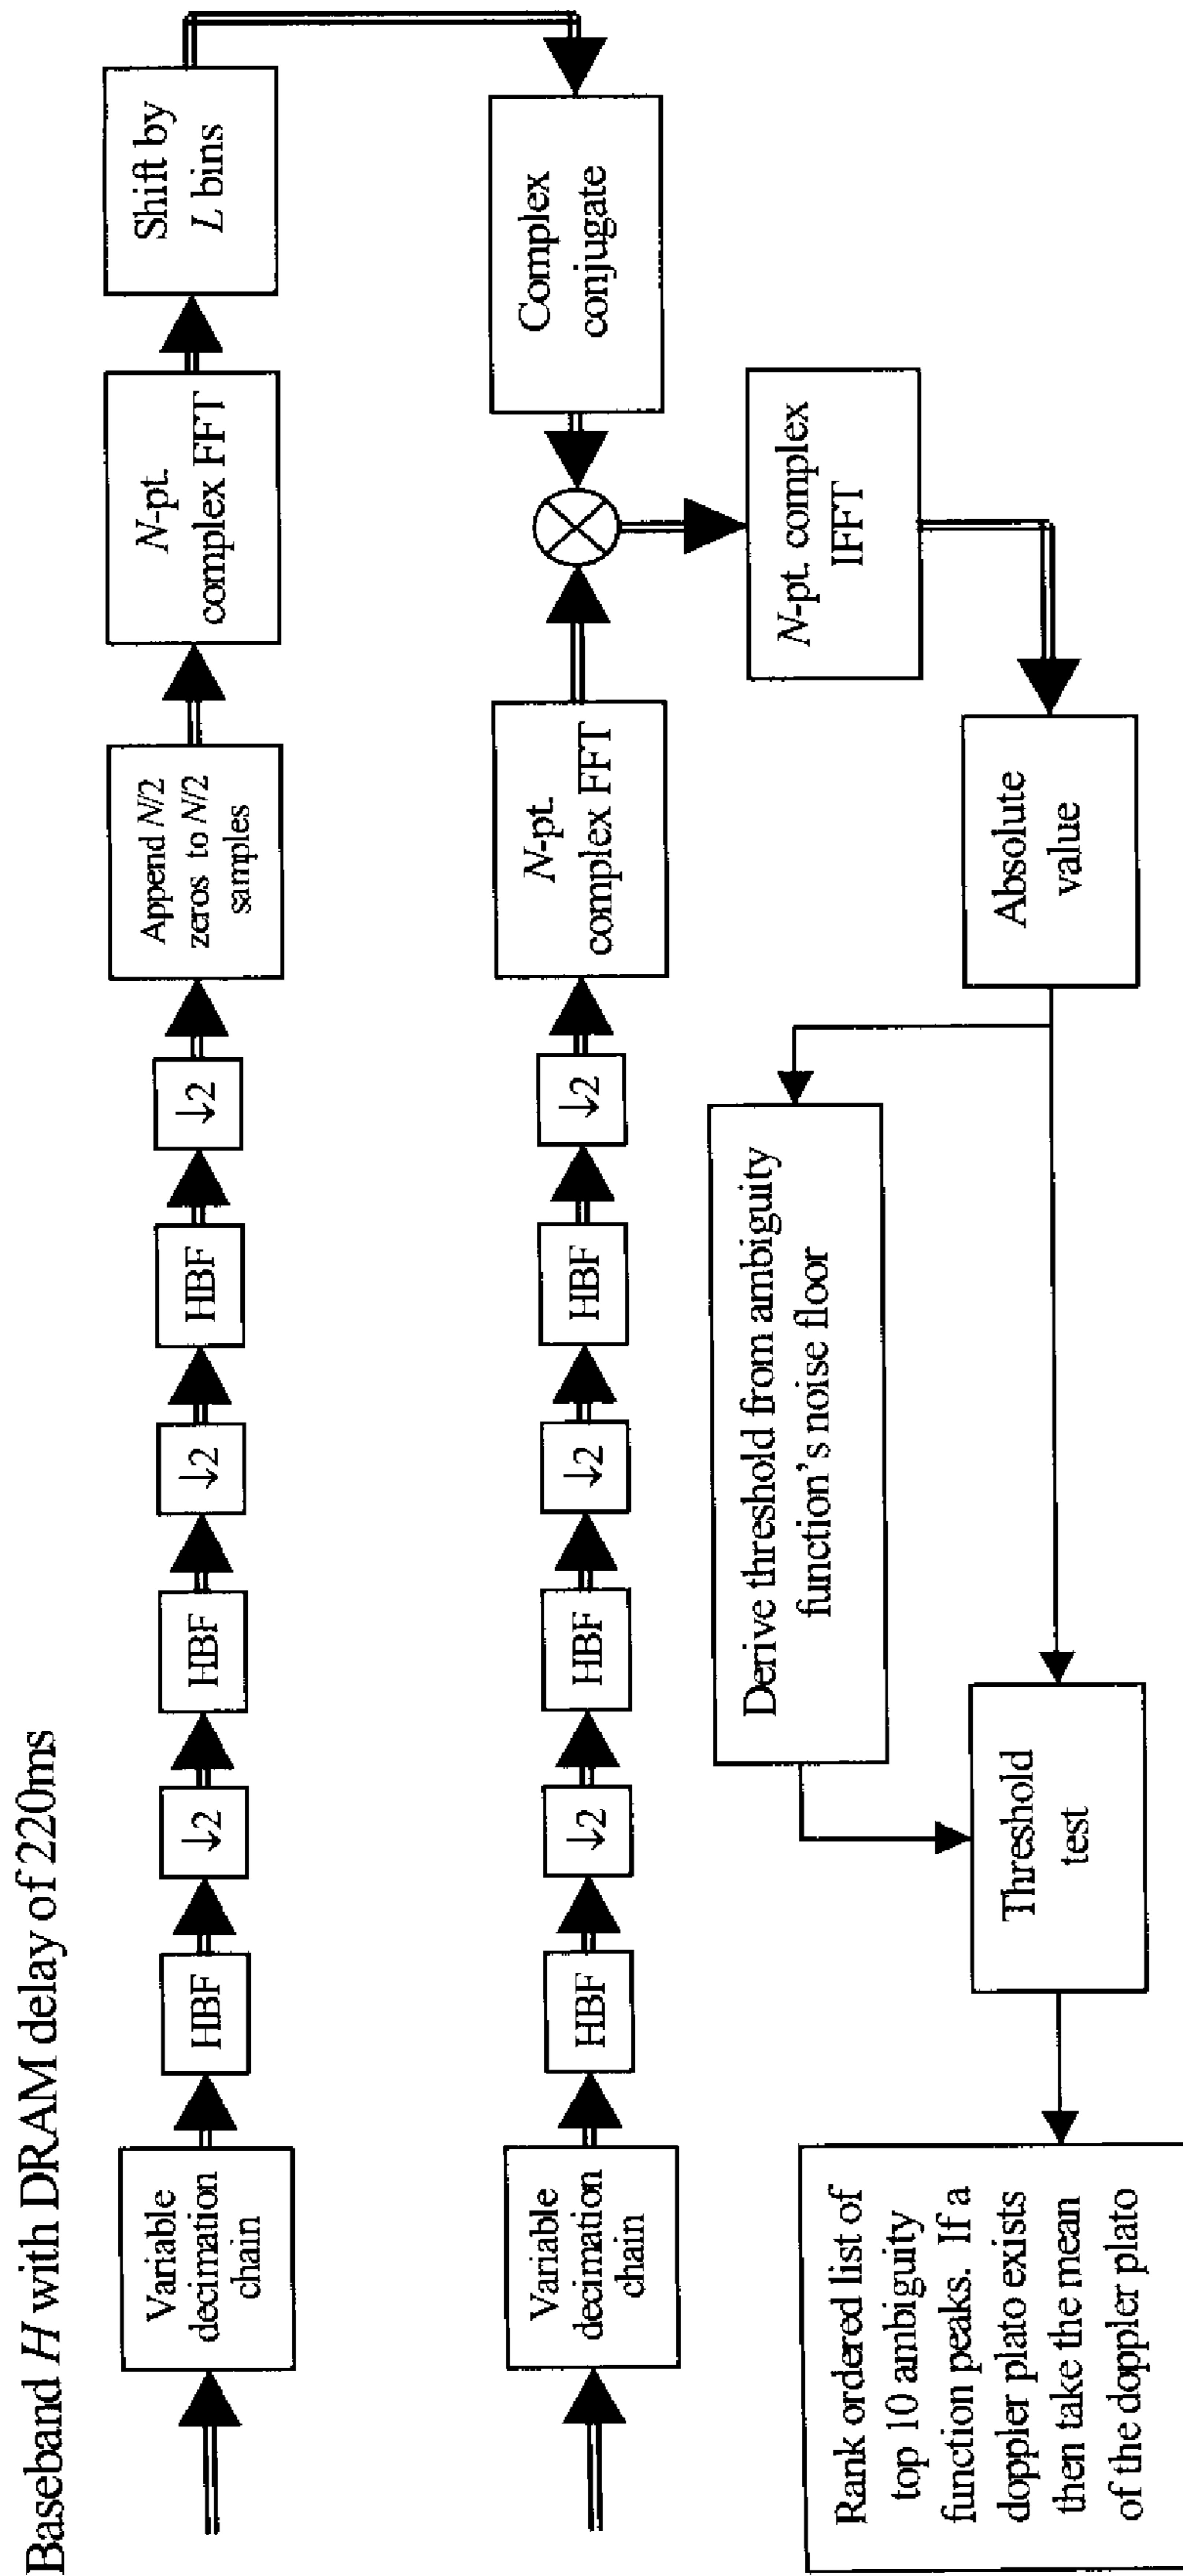 Baseband H with DRAM delay of 220ms
Variable
decimation
chain
HBF
↓2
HBF
↓2
HBF
↓2
Append N/2
zeros to N/2
samples
N-pt.
complex FFT
Shift by
L bins
Variable
decimation
chain
HBF
↓2
HBF
↓2
HBF
↓2
N-pt.
complex FFT
Complex
conjugate
N-pt. complex
IFFT
Absolute
value
Derive threshold from ambiguity
function's noise floor
Threshold
test
Rank ordered list of
top 10 ambiguity
function peaks. If a
doppler plato exists
then take the mean
of the doppler plato